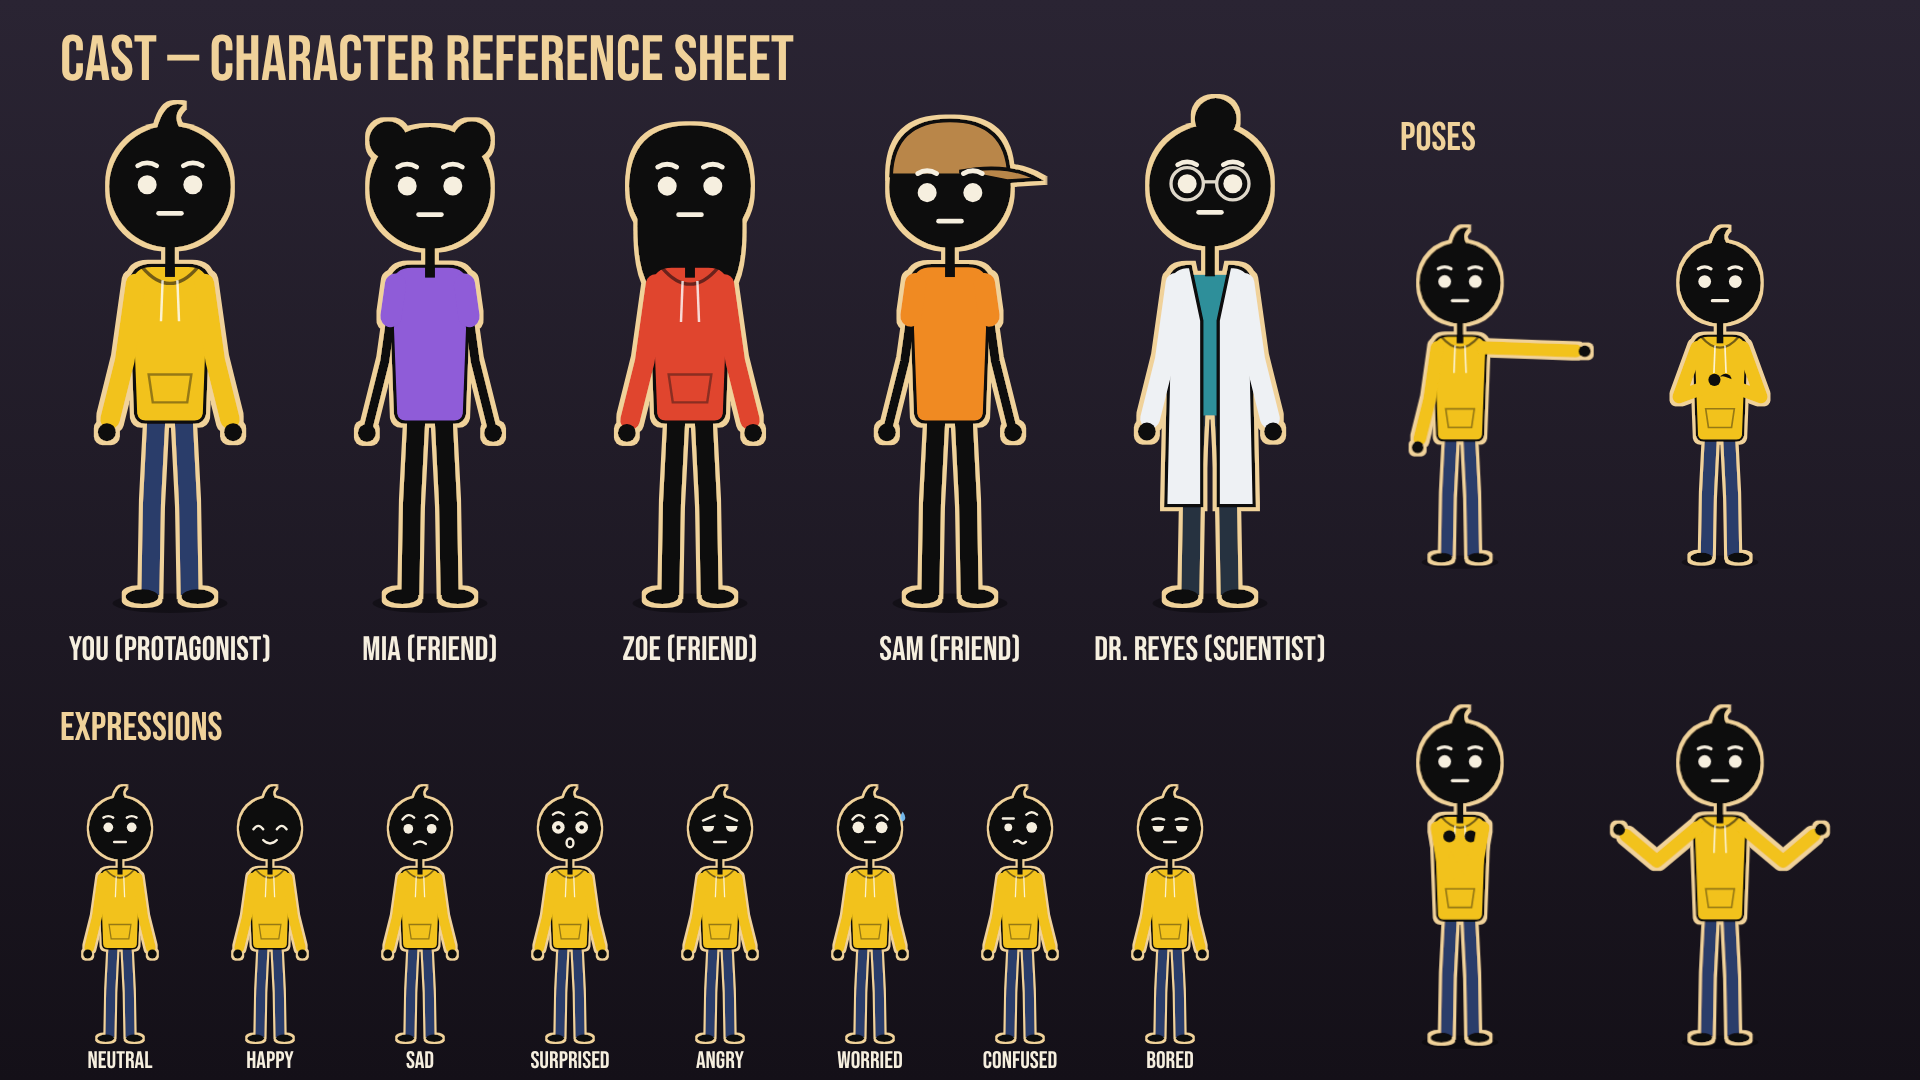 CAST — CHARACTER REFERENCE SHEET
POSES
YOU (PROTAGONIST)
MIA (FRIEND)
ZOE (FRIEND)
SAM (FRIEND)
DR. REYES (SCIENTIST)
EXPRESSIONS
NEUTRAL
HAPPY
SAD
SURPRISED
ANGRY
WORRIED
CONFUSED
BORED